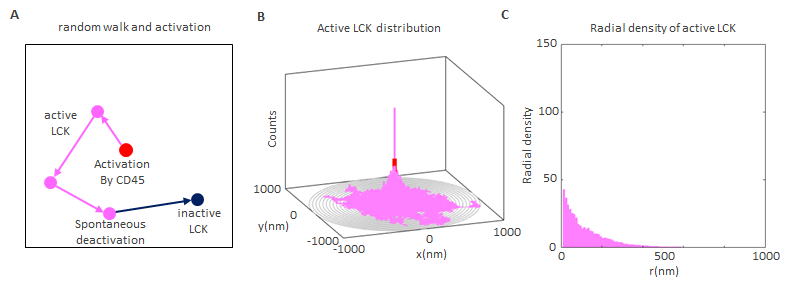 A
random walk and activation
active
LCK
Activation
By CD45
Spontaneous
deactivation
inactive
LCK
B
Active LCK distribution
Counts
1000
0
-1000
y(nm)
-1000
0
1000
x(nm)
C
Radial density of active LCK
Radial density
150
100
50
0
0
500
1000
r(nm)